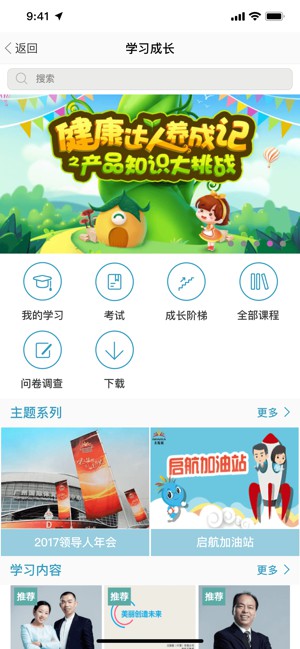 9:41
返回
学习成长
搜索
健康达人养成记
之产品知识大挑战
我的学习
考试
成长阶梯
全部课程
问卷调查
下载
主题系列
更多
启航加油站
2017领导人年会
启航加油站
学习内容
更多
推荐
推荐
美丽创造未来
推荐